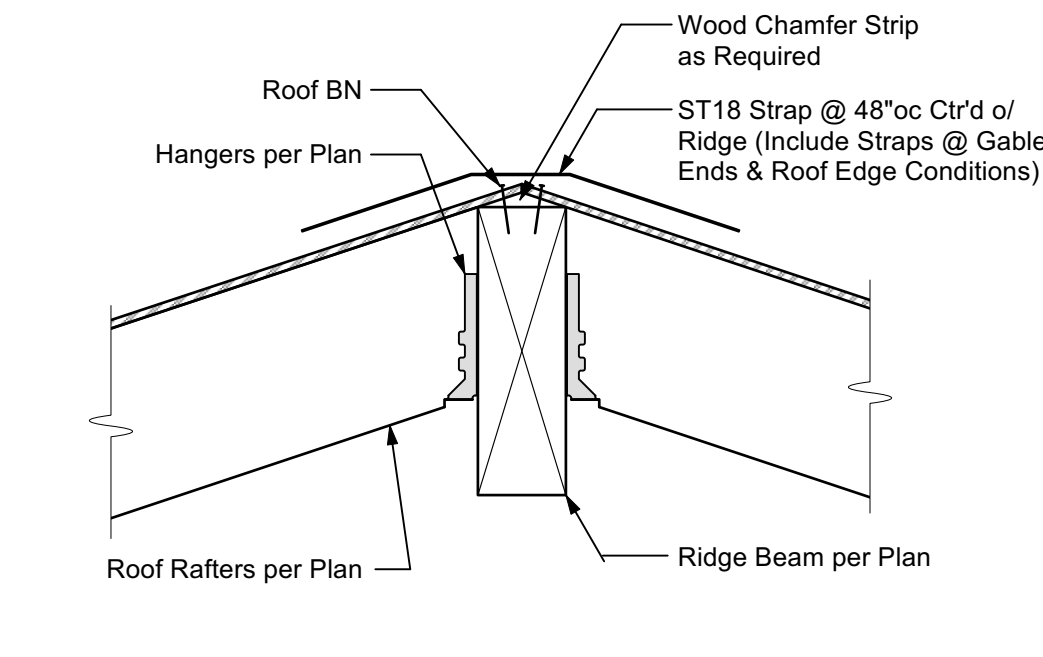 Wood Chamfer Strip
as Required
Roof BN
ST18 Strap @ 48"oc Ctr'd o/
Ridge (Include Straps @ Gable
Ends & Roof Edge Conditions)
Hangers per Plan
Roof Rafters per Plan
Ridge Beam per Plan